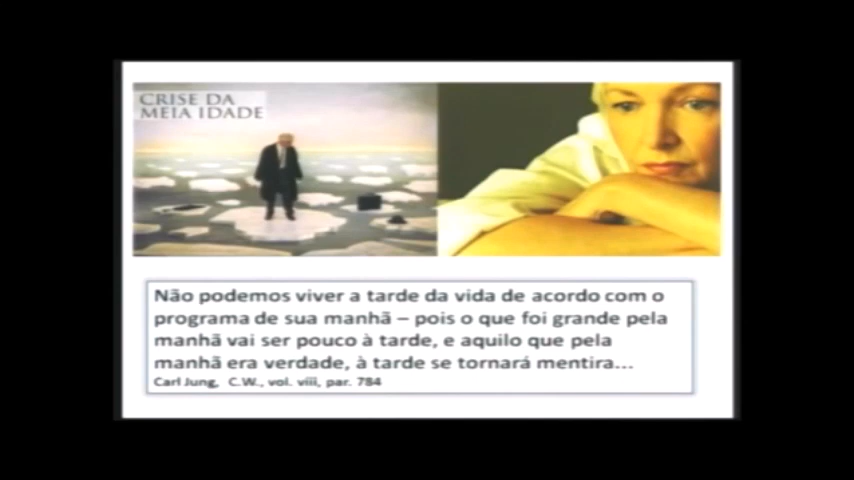 CRISE DA
MEIA IDADE
Não podemos viver a tarde da vida de acordo com o
programa de sua manhã – pois o que foi grande pela
manhã vai ser pouco à tarde, e aquilo que pela
manhã era verdade, à tarde se tornará mentira...
Carl Jung, C.W., vol. viii, par. 784